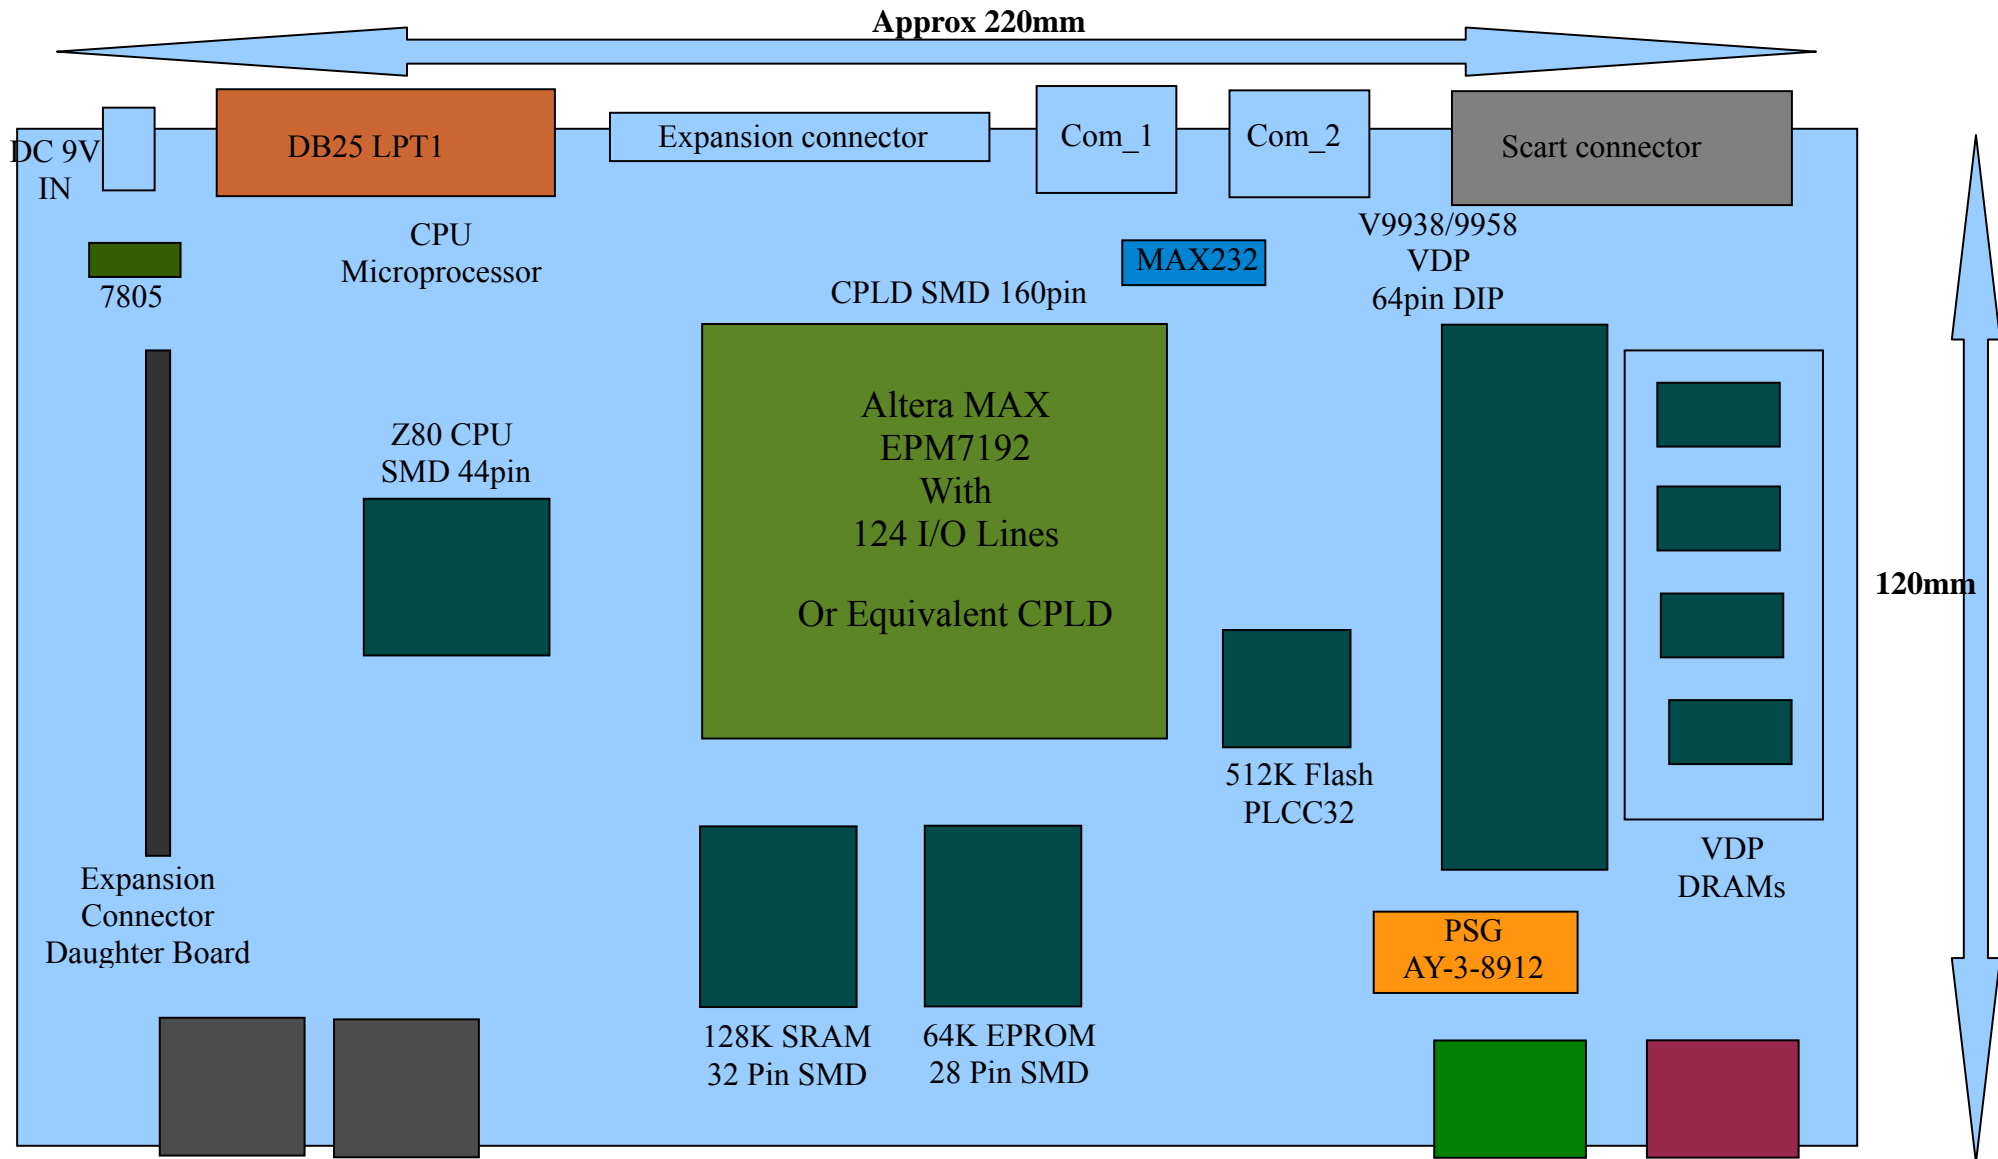 Approx 220mm
DC 9V
IN
DB25 LPT1
Expansion connector
Com_1
Com_2
Scart connector
7805
CPU
Microprocessor
MAX232
V9938/9958
VDP
64pin DIP
CPLD SMD 160pin
Altera MAX
EPM7192
With
124 I/O Lines
Or Equivalent CPLD
Z80 CPU
SMD 44pin
120mm
512K Flash
PLCC32
VDP
DRAMs
Expansion
Connector
Daughter Board
PSG
AY-3-8912
128K SRAM
32 Pin SMD
64K EPROM
28 Pin SMD